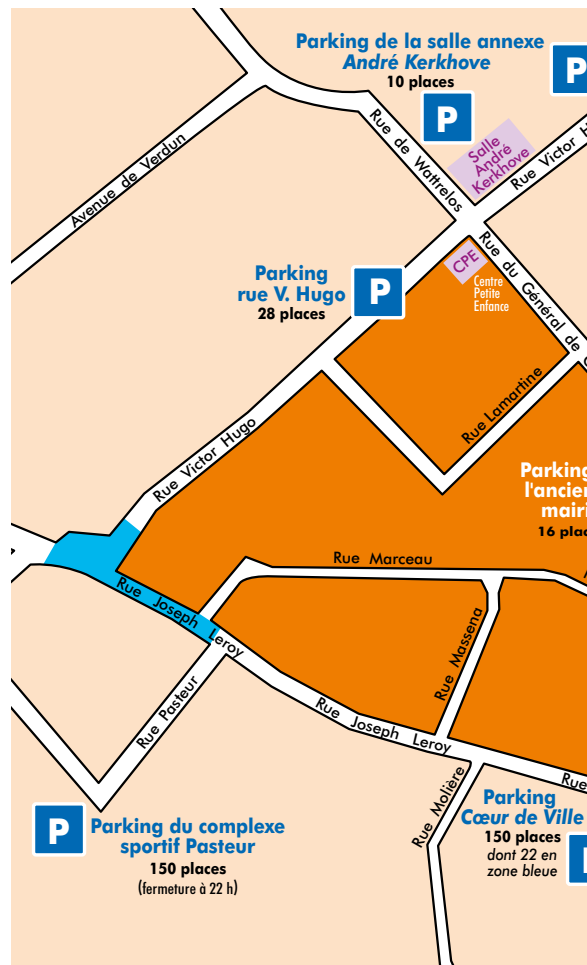 Parking de la salle annexe
André Kerkhove
10 places
P
P
Salle
André
Kerkhove
Rue Victor H
Rue de Wattrelos
Avenue de Verdun
CPE
Centre
Petite
Enfance
Rue du Général de
Parking
rue V. Hugo
28 places
P
Rue Lamartine
Rue Victor Hugo
Parking
l'ancien
mairi
16 plac
Rue Marceau
Rue Joseph Leroy
Rue Massena
Rue Pasteur
Rue Joseph Leroy
Rue
Rue Molière
P
Parking du complexe
sportif Pasteur
150 places
(fermeture à 22 h)
Parking
Cœur de Ville
150 places
dont 22 en
zone bleue